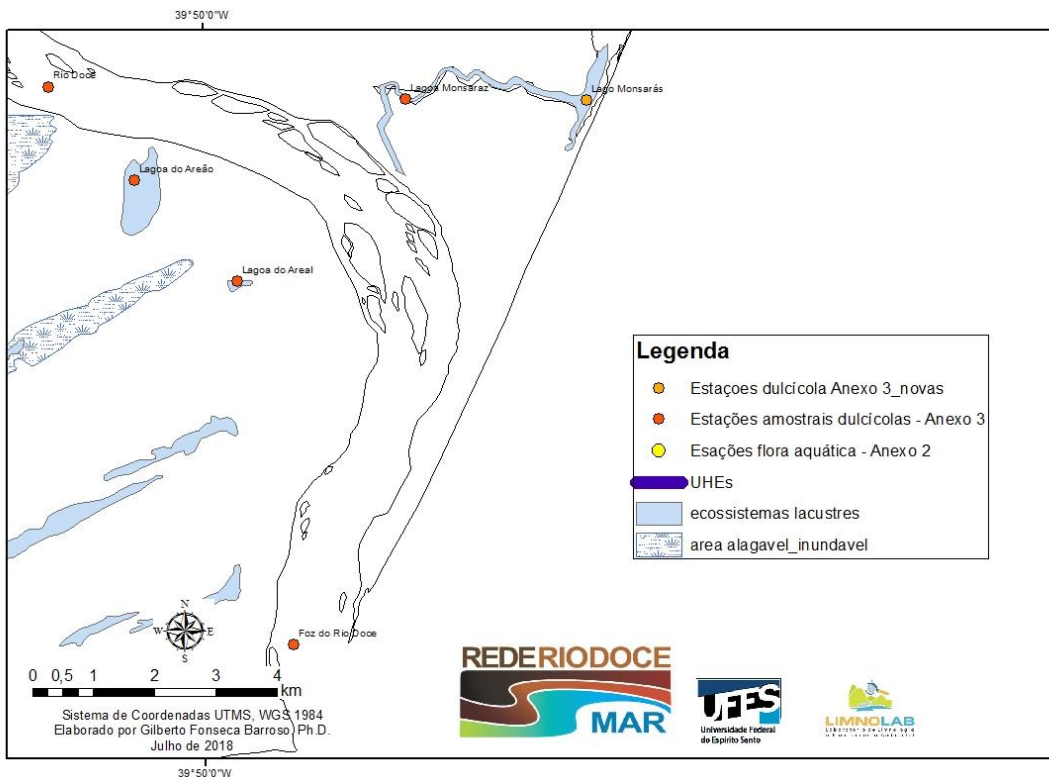 39°50'0"W
Rio Doce
Lagoa Monsaraz
Lago Monsarás
Lagoa do Areão
Lagoa do Areal
Legenda
Estaçoes dulcícola Anexo 3_novas
Estações amostrais dulcícolas - Anexo 3
Esações flora aquática - Anexo 2
UHEs
ecossistemas lacustres
area alagavel_inundavel
N
W E
S
Foz do Rio Doce
0 0,5 1 2 3 4
km
Sistema de Coordenadas UTMS, WGS 1984
Elaborado por Gilberto Fonseca Barroso, Ph.D.
Julho de 2018
REDERIODOCE
MAR
UFES
Universidade Federal
do Espírito Santo
LIMNOLAB
39°50'0"W